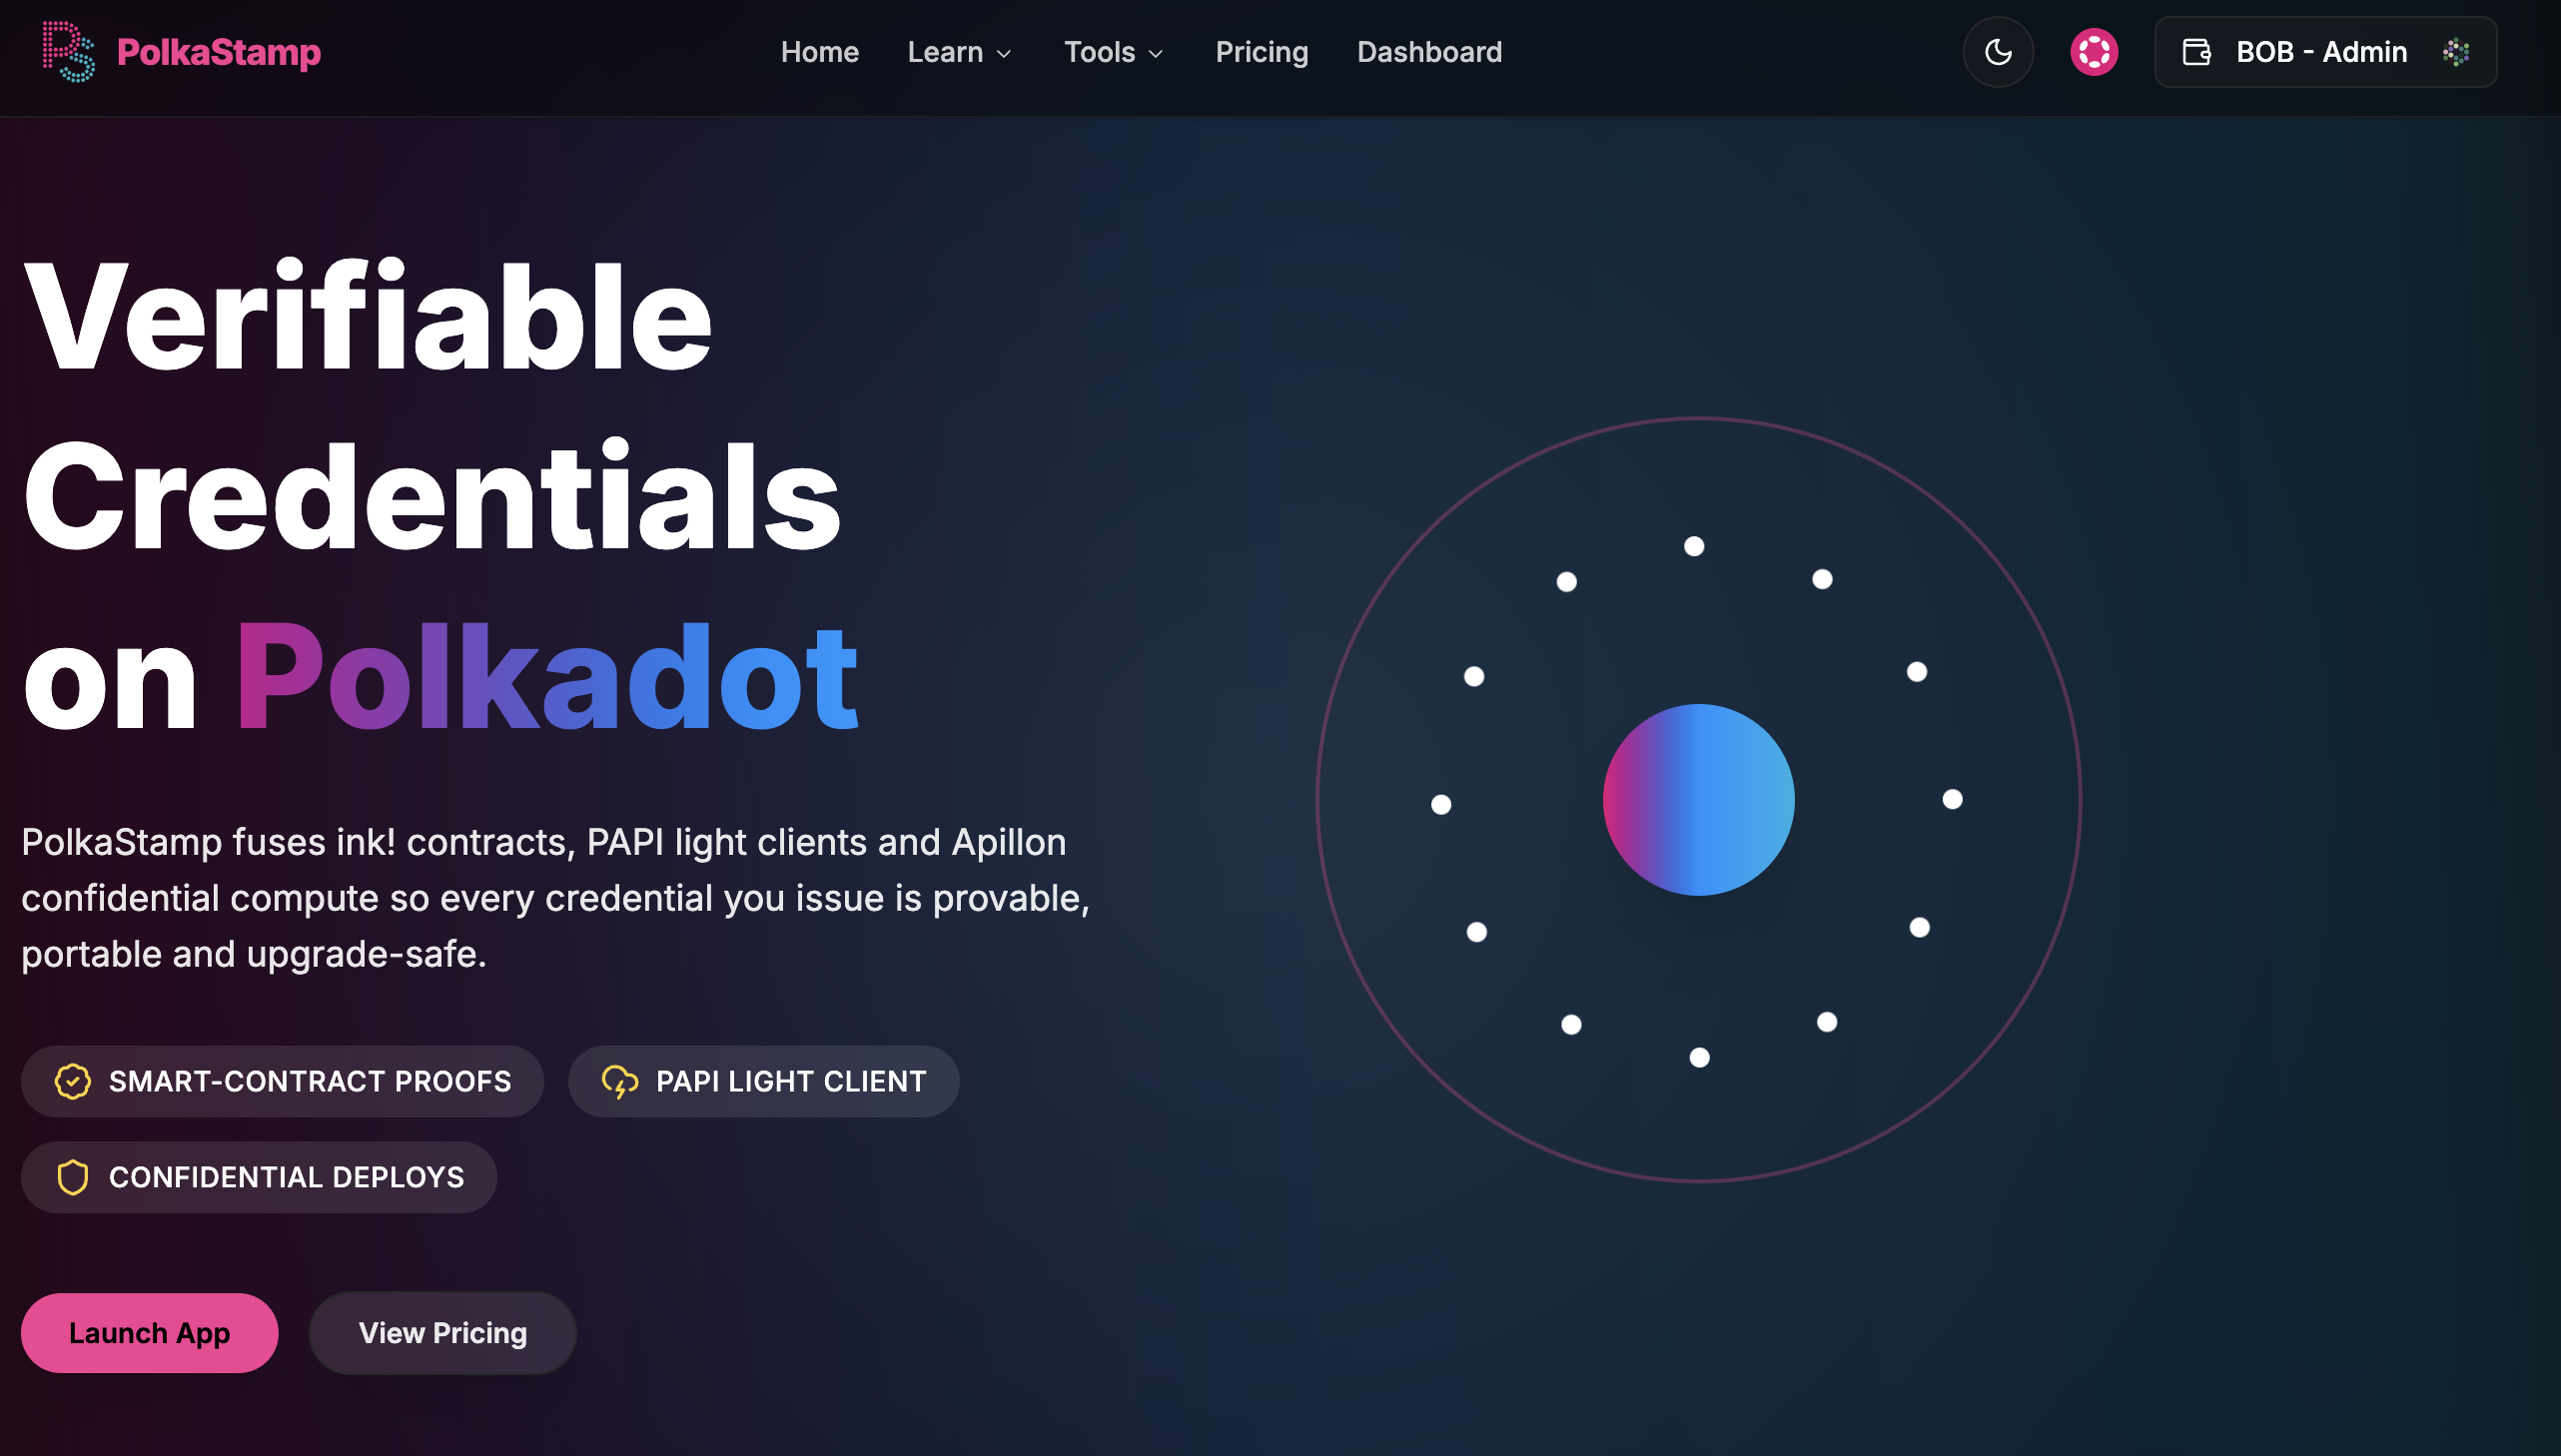 PolkaStamp
Home
Learn
Tools
Pricing
Dashboard
BOB - Admin
Verifiable
Credentials
on Polkadot
PolkaStamp fuses ink! contracts, PAPI light clients and Apillon
confidential compute so every credential you issue is provable,
portable and upgrade-safe.
SMART-CONTRACT PROOFS
PAPI LIGHT CLIENT
CONFIDENTIAL DEPLOYS
Launch App
View Pricing